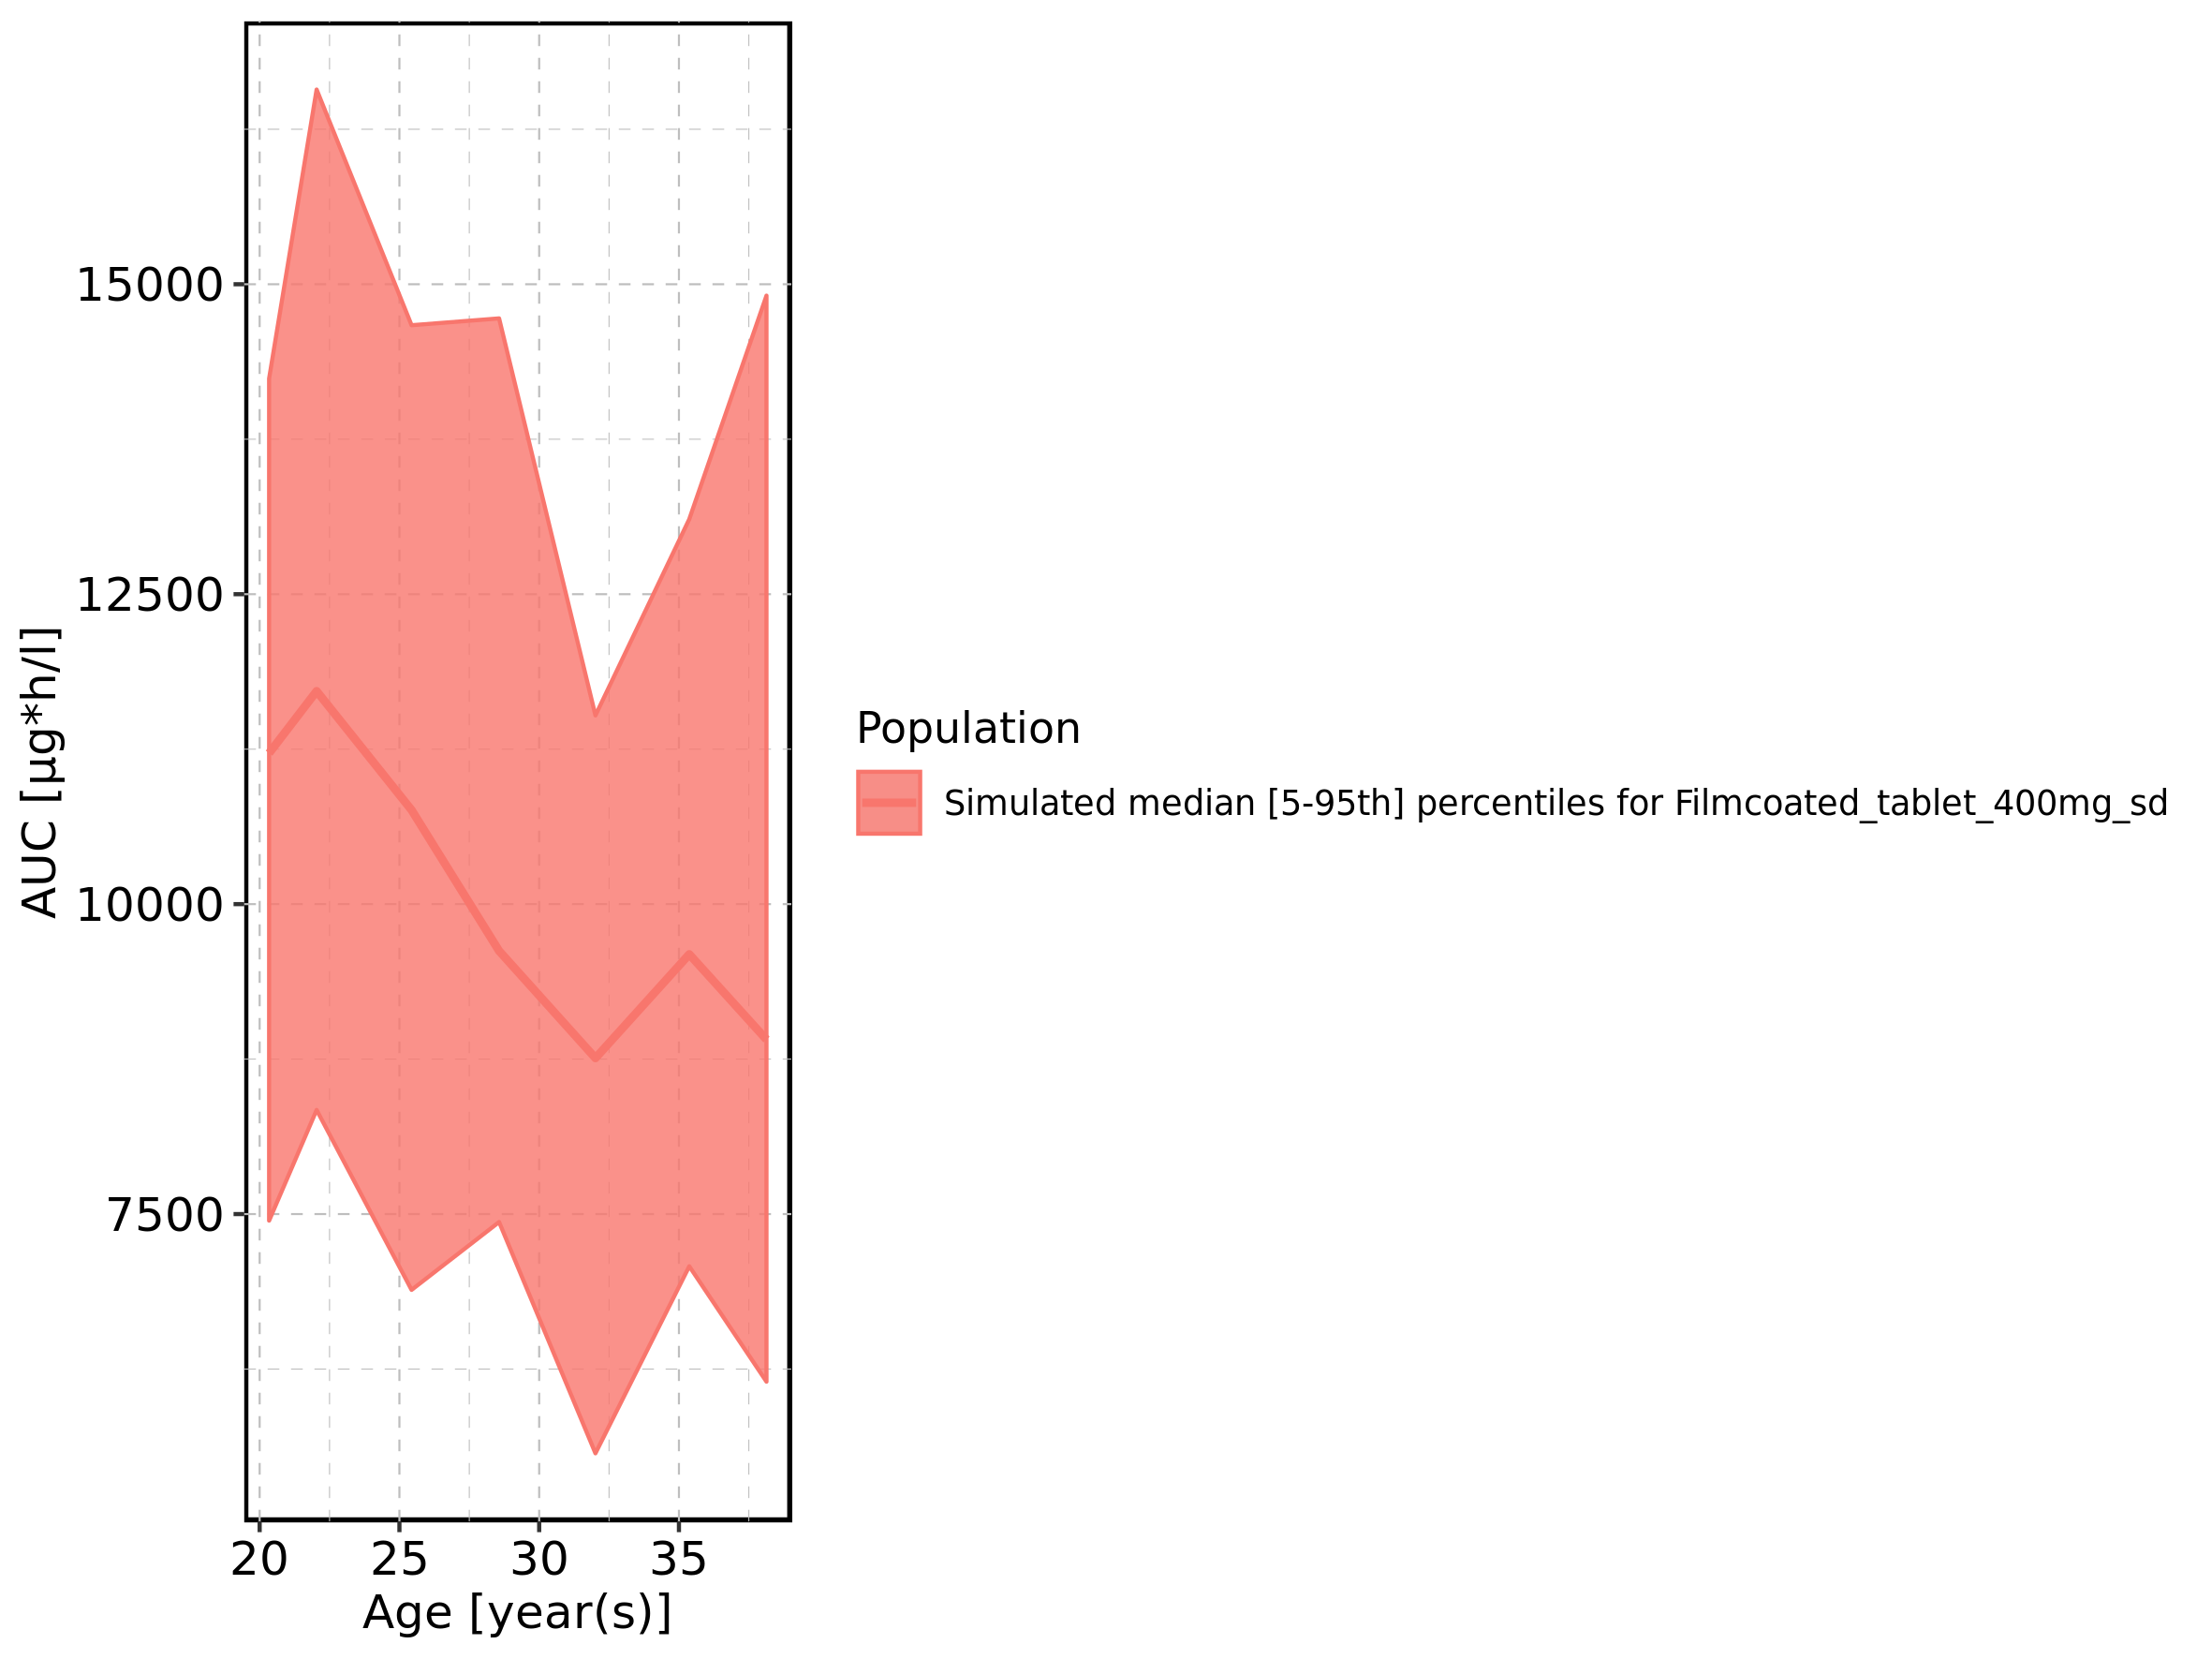 15000
12500
10000
7500
AUC [µg*h/l]
20 25 30 35
Age [year(s)]
Population
Simulated median [5-95th] percentiles for Filmcoated_tablet_400mg_sd